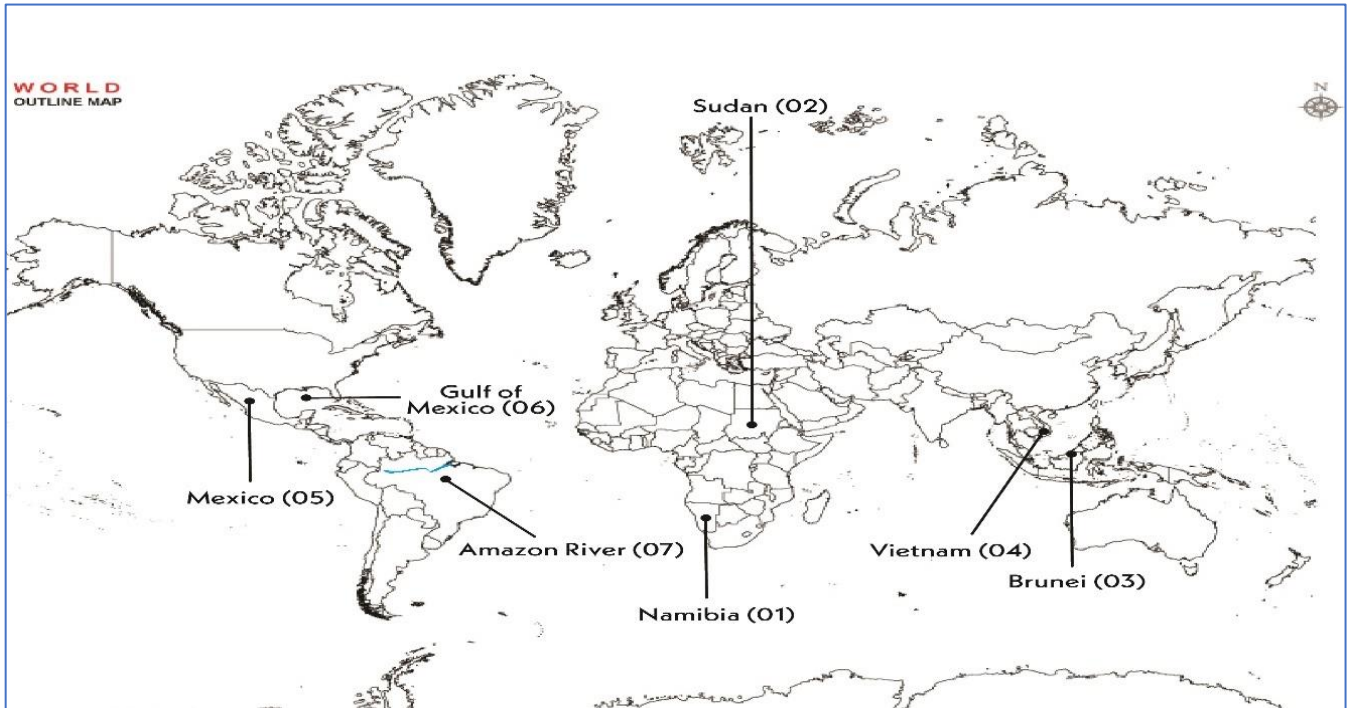 WORLD
OUTLINE MAP
N
Sudan (02)
Gulf of
Mexico (06)
Mexico (05)
Amazon River (07)
Vietnam (04)
Brunei (03)
Namibia (01)